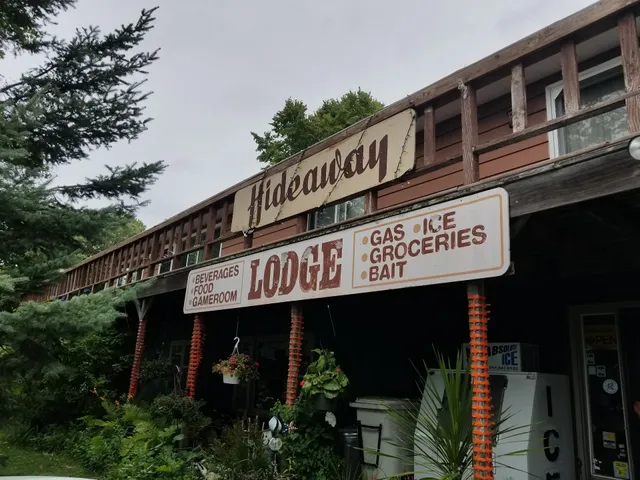 Hideaway
•BEVERAGES
•FOOD
•GAMEROOM
LODGE
•GAS •ICE
•GROCERIES
•BAIT
ICE